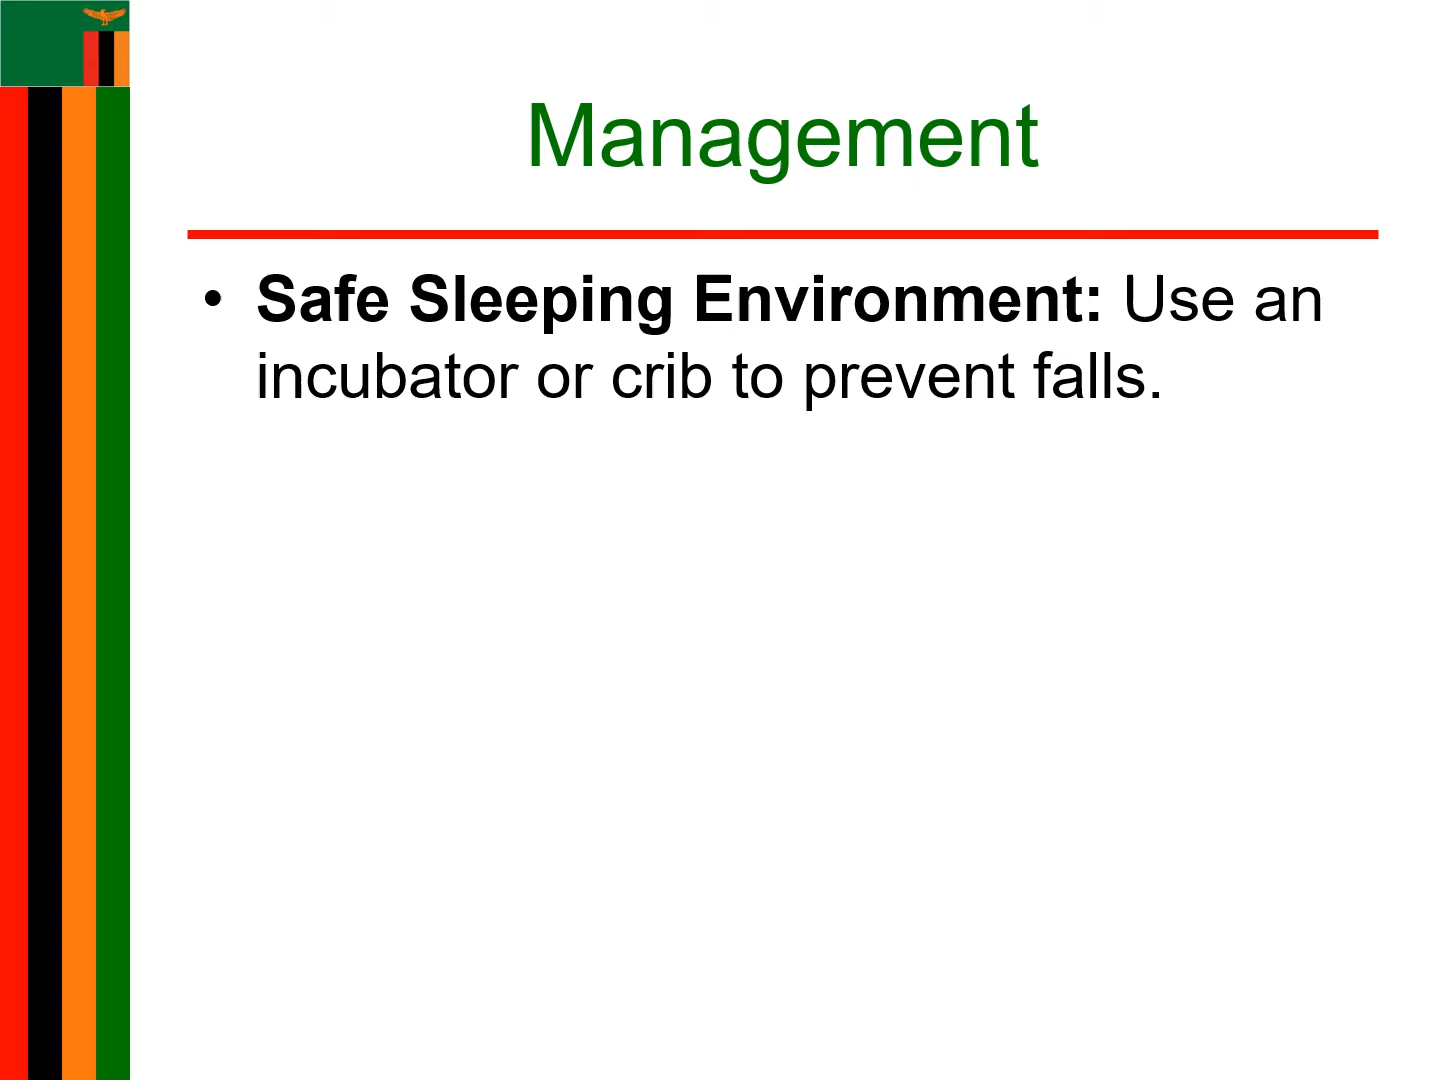 Management
• Safe Sleeping Environment: Use an
incubator or crib to prevent falls.